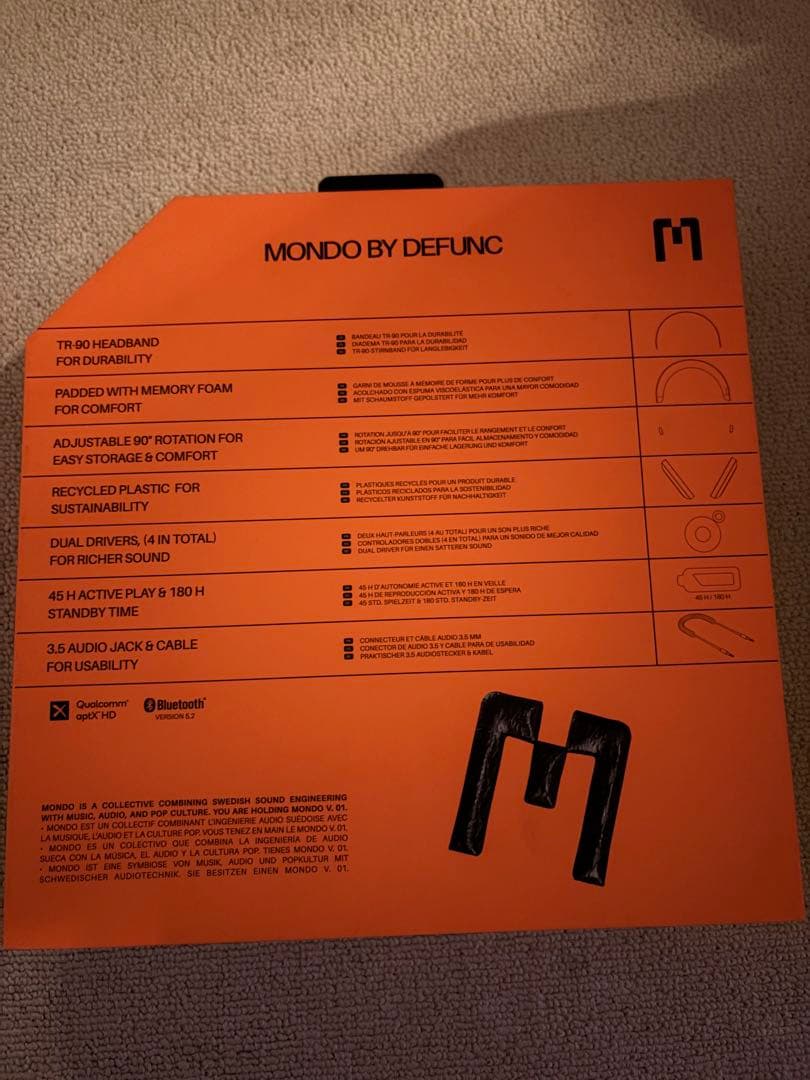 M
MONDO BY DEFUNC
TR-90 HEADBAND
FOR DURABILITY
BANDEAU TR-90 POUR LA DURABILITÉ
DIADEMA TR-90 PARA LA DURABILIDAD
TR-90-STIRNBAND FÜR LANGLEBIGKEIT
PADDED WITH MEMORY FOAM
FOR COMFORT
GARNI DE MOUSSE À MÉMOIRE DE FORME POUR PLUS DE CONFORT
ACOLCHADO CON ESPUMA VISCOELÁSTICA PARA UNA MAYOR COMODIDAD
MIT SCHAUMSTOFF GEPOLSTERT FÜR MEHR KOMFORT
ADJUSTABLE 90° ROTATION FOR
EASY STORAGE & COMFORT
ROTATION JUSQU'À 90° POUR FACILITER LE RANGEMENT ET LE CONFORT
ROTACIÓN AJUSTABLE EN 90° PARA FÁCIL ALMACENAMIENTO Y COMODIDAD
UM 90° DREHBAR FÜR EINFACHE LAGERUNG UND KOMFORT
RECYCLED PLASTIC FOR
SUSTAINABILITY
PLASTIQUES RECYCLÉS POUR UN PRODUIT DURABLE
PLÁSTICOS RECICLADOS PARA LA SOSTENIBILIDAD
RECYCELTER KUNSTSTOFF FÜR NACHHALTIGKEIT
DUAL DRIVERS, (4 IN TOTAL)
FOR RICHER SOUND
DEUX HAUT-PARLEURS (4 AU TOTAL) POUR UN SON PLUS RICHE
CONTROLADORES DOBLES (4 EN TOTAL) PARA UN SONIDO DE MEJOR CALIDAD
DUAL DRIVER FÜR EINEN SATTEREN SOUND
45 H ACTIVE PLAY & 180 H
STANDBY TIME
45 H D'AUTONOMIE ACTIVE ET 180 H EN VEILLE
45 H DE REPRODUCCIÓN ACTIVA Y 180 H DE ESPERA
45 STD. SPIELZEIT & 180 STD. STANDBY-ZEIT
45 H / 180 H
3.5 AUDIO JACK & CABLE
FOR USABILITY
CONNECTEUR ET CÂBLE AUDIO 3.5 MM
CONECTOR DE AUDIO 3.5 Y CABLE PARA DE USABILIDAD
PRAKTISCHER 3.5 AUDIOSTECKER & KABEL
Qualcomm®
aptX™ HD
Bluetooth®
VERSION 5.2
MONDO IS A COLLECTIVE COMBINING SWEDISH SOUND ENGINEERING
WITH MUSIC, AUDIO, AND POP CULTURE. YOU ARE HOLDING MONDO V. 01.
• MONDO EST UN COLLECTIF COMBINANT L'INGÉNIERIE AUDIO SUÉDOISE AVEC
LA MUSIQUE, L'AUDIO ET LA CULTURE POP. VOUS TENEZ EN MAIN LE MONDO V. 01.
• MONDO ES UN COLECTIVO QUE COMBINA LA INGENIERÍA DE AUDIO
SUECA CON LA MÚSICA, EL AUDIO Y LA CULTURA POP. TIENES MONDO V. 01.
• MONDO IST EINE SYMBIOSE VON MUSIK, AUDIO UND POPKULTUR MIT
SCHWEDISCHER AUDIOTECHNIK. SIE BESITZEN EINEN MONDO V. 01.
M